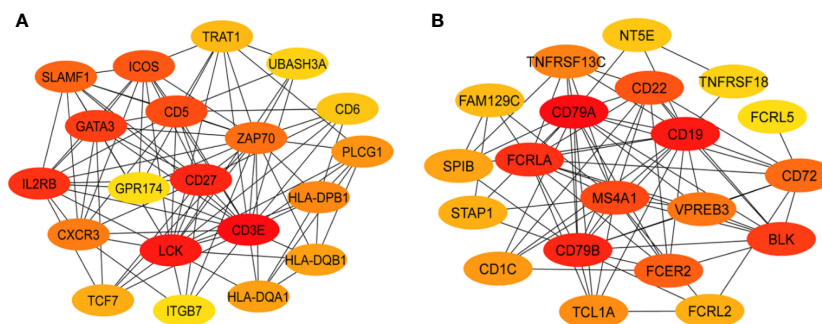 A
TRAT1
UBASH3A
ICOS
SLAMF1
CD6
CD5
GATA3
ZAP70
PLCG1
CD27
IL2RB
GPR174
HLA-DPB1
CXCR3
CD3E
LCK
HLA-DQB1
TCF7
HLA-DQA1
ITGB7
B
NT5E
TNFRSF13C
TNFRSF18
CD22
FAM129C
CD79A
FCRL5
CD19
SPIB
FCRLA
CD72
MS4A1
STAP1
VPREB3
BLK
CD79B
CD1C
FCER2
TCL1A
FCRL2